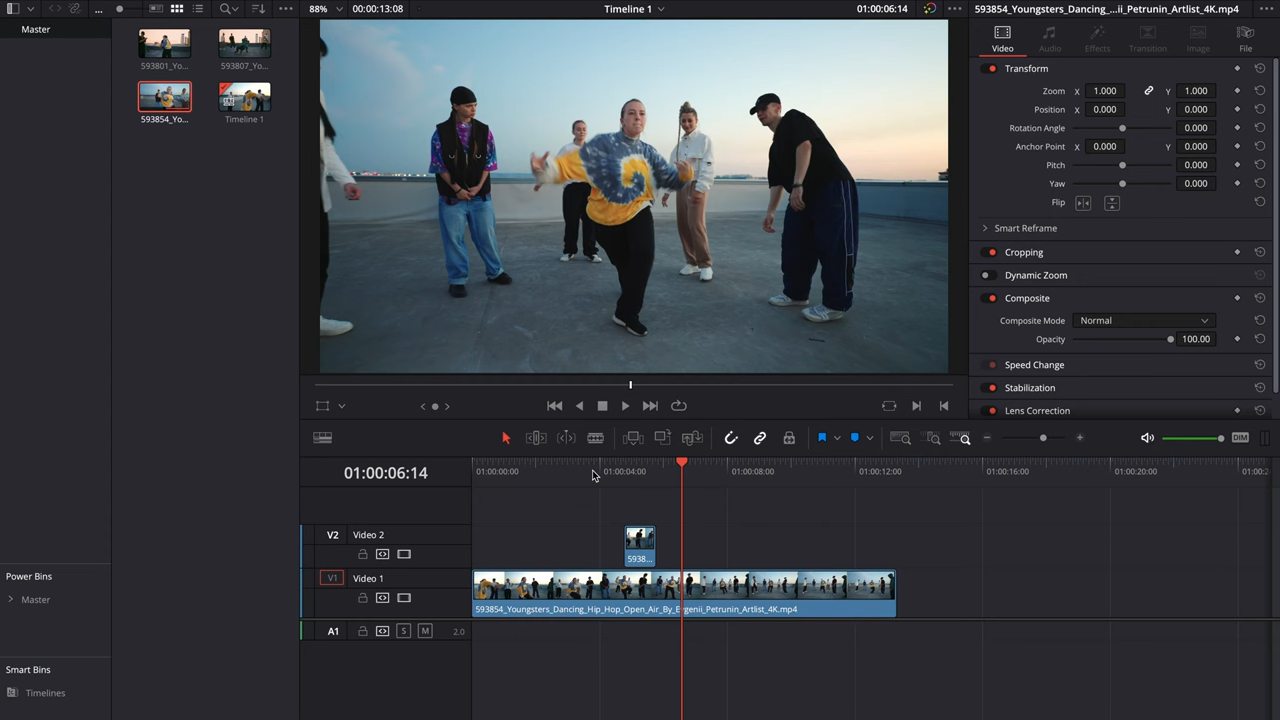 ...
88%
00:00:13:08
Timeline 1
01:00:06:14
593854_Youngsters_Dancing_...ii_Petrunin_Artlist_4K.mp4
Master
593801_Yo...
593807_Yo...
593854_Yo...
Timeline 1
Video
Audio
Effects
Transition
Image
File
Transform
Zoom X 1.000 Y 1.000
Position X 0.000 Y 0.000
Rotation Angle 0.000
Anchor Point X 0.000 Y 0.000
Pitch 0.000
Yaw 0.000
Flip
Smart Reframe
Cropping
Dynamic Zoom
Composite
Composite Mode Normal
Opacity 100.00
Speed Change
Stabilization
Lens Correction
DIM
01:00:06:14
01:00:00:00
01:00:04:00
01:00:08:00
01:00:12:00
01:00:16:00
01:00:20:00
01:00:2
V2 Video 2
5938...
V1 Video 1
593854_Youngsters_Dancing_Hip_Hop_Open_Air_By_Evgenii_Petrunin_Artlist_4K.mp4
A1 S M 2.0
Power Bins
Master
Smart Bins
Timelines